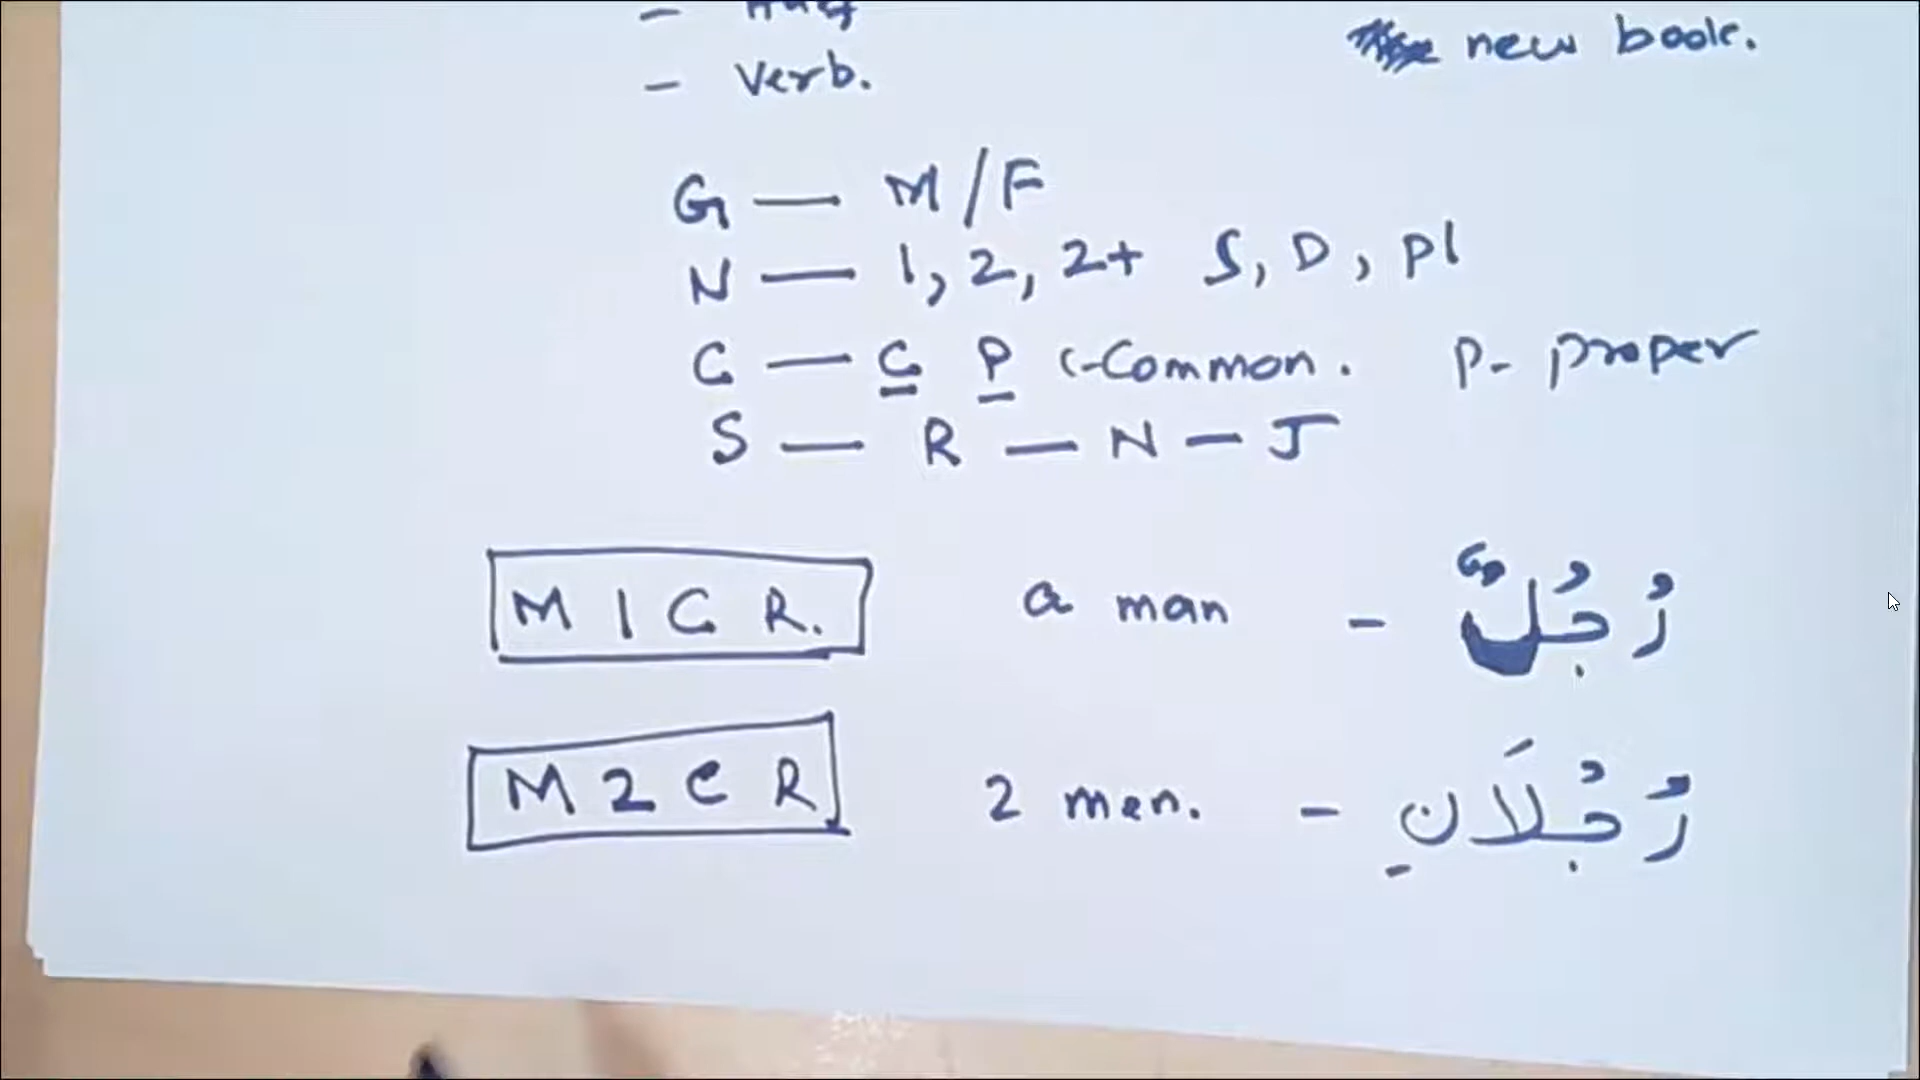 - Verb.
new book.
G — M/F
N — 1, 2, 2+ S, D, Pl
C — C P C-Common. P- proper
S — R — N — J
M 1 C R. a man - رُجُلٌ
M 2 C R 2 men. - رُجُلَانِ